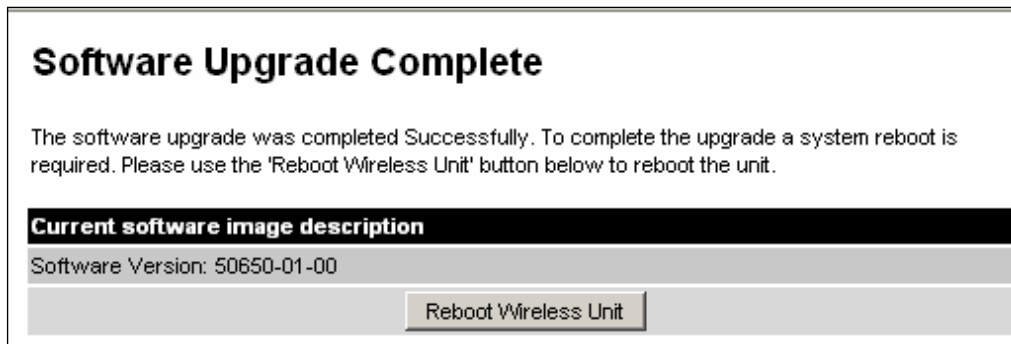 Software Upgrade Complete
The software upgrade was completed Successfully. To complete the upgrade a system reboot is
required. Please use the 'Reboot Wireless Unit' button below to reboot the unit.
Current software image description
Software Version: 50650-01-00
Reboot Wireless Unit